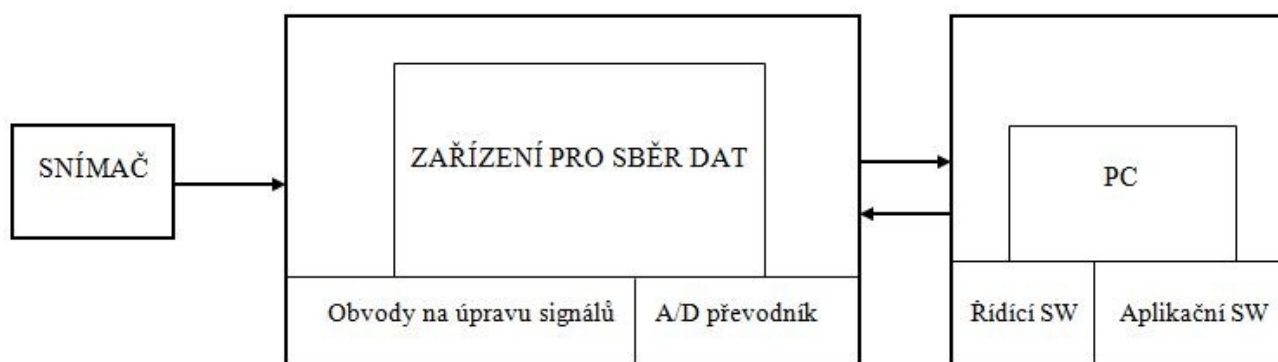 SNÍMAČ
ZAŘÍZENÍ PRO SBĚR DAT
Obvody na úpravu signálů
A/D převodník
PC
Řídící SW
Aplikační SW